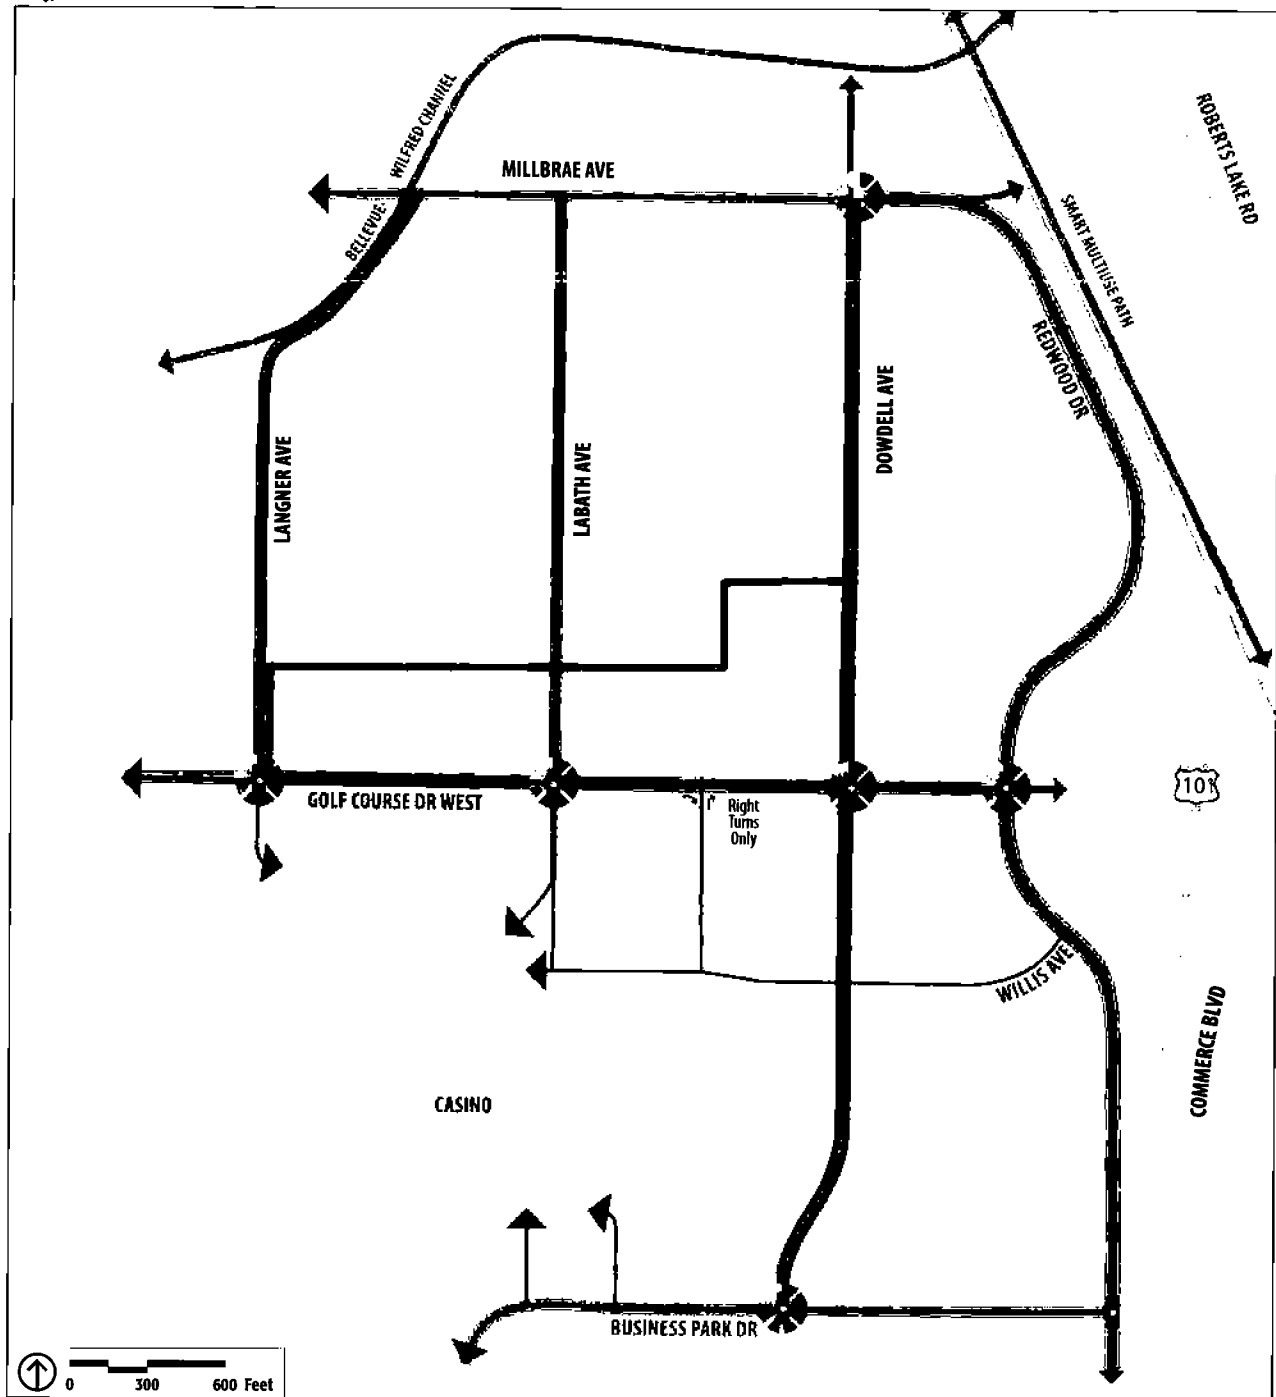 WILFRED CHANNEL
ROBERTS LAKE RD
MILLBRAE AVE
BELLEVUE
SMART MULTIUSE PATH
REDWOOD DR
DOWDELL AVE
LANGNER AVE
LABATH AVE
101
GOLF COURSE DR WEST
Right
Turns
Only
WILLIS AVE
COMMERCE BLVD
CASINO
BUSINESS PARK DR
0 300 600 Feet